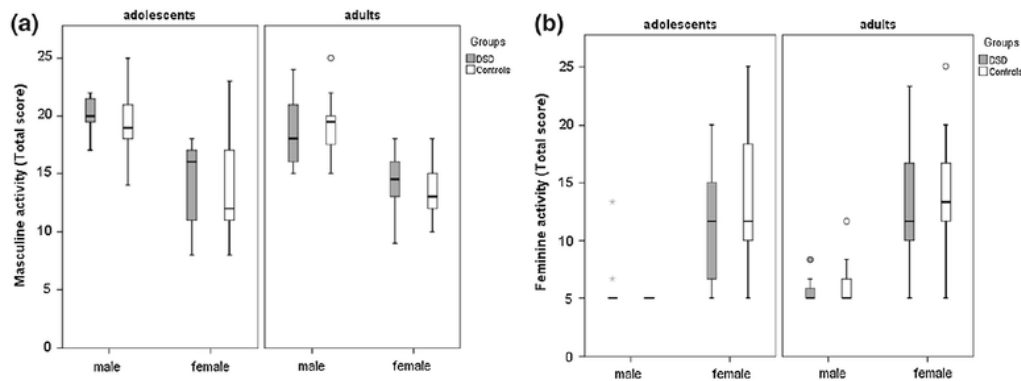 (a)
adolescents adults
Groups
DSD
Controls
Masculine activity (Total score)
25
20
15
10
5
0
male female male female
(b)
adolescents adults
Groups
DSD
Controls
Feminine activity (Total score)
25
20
15
10
5
0
male female male female